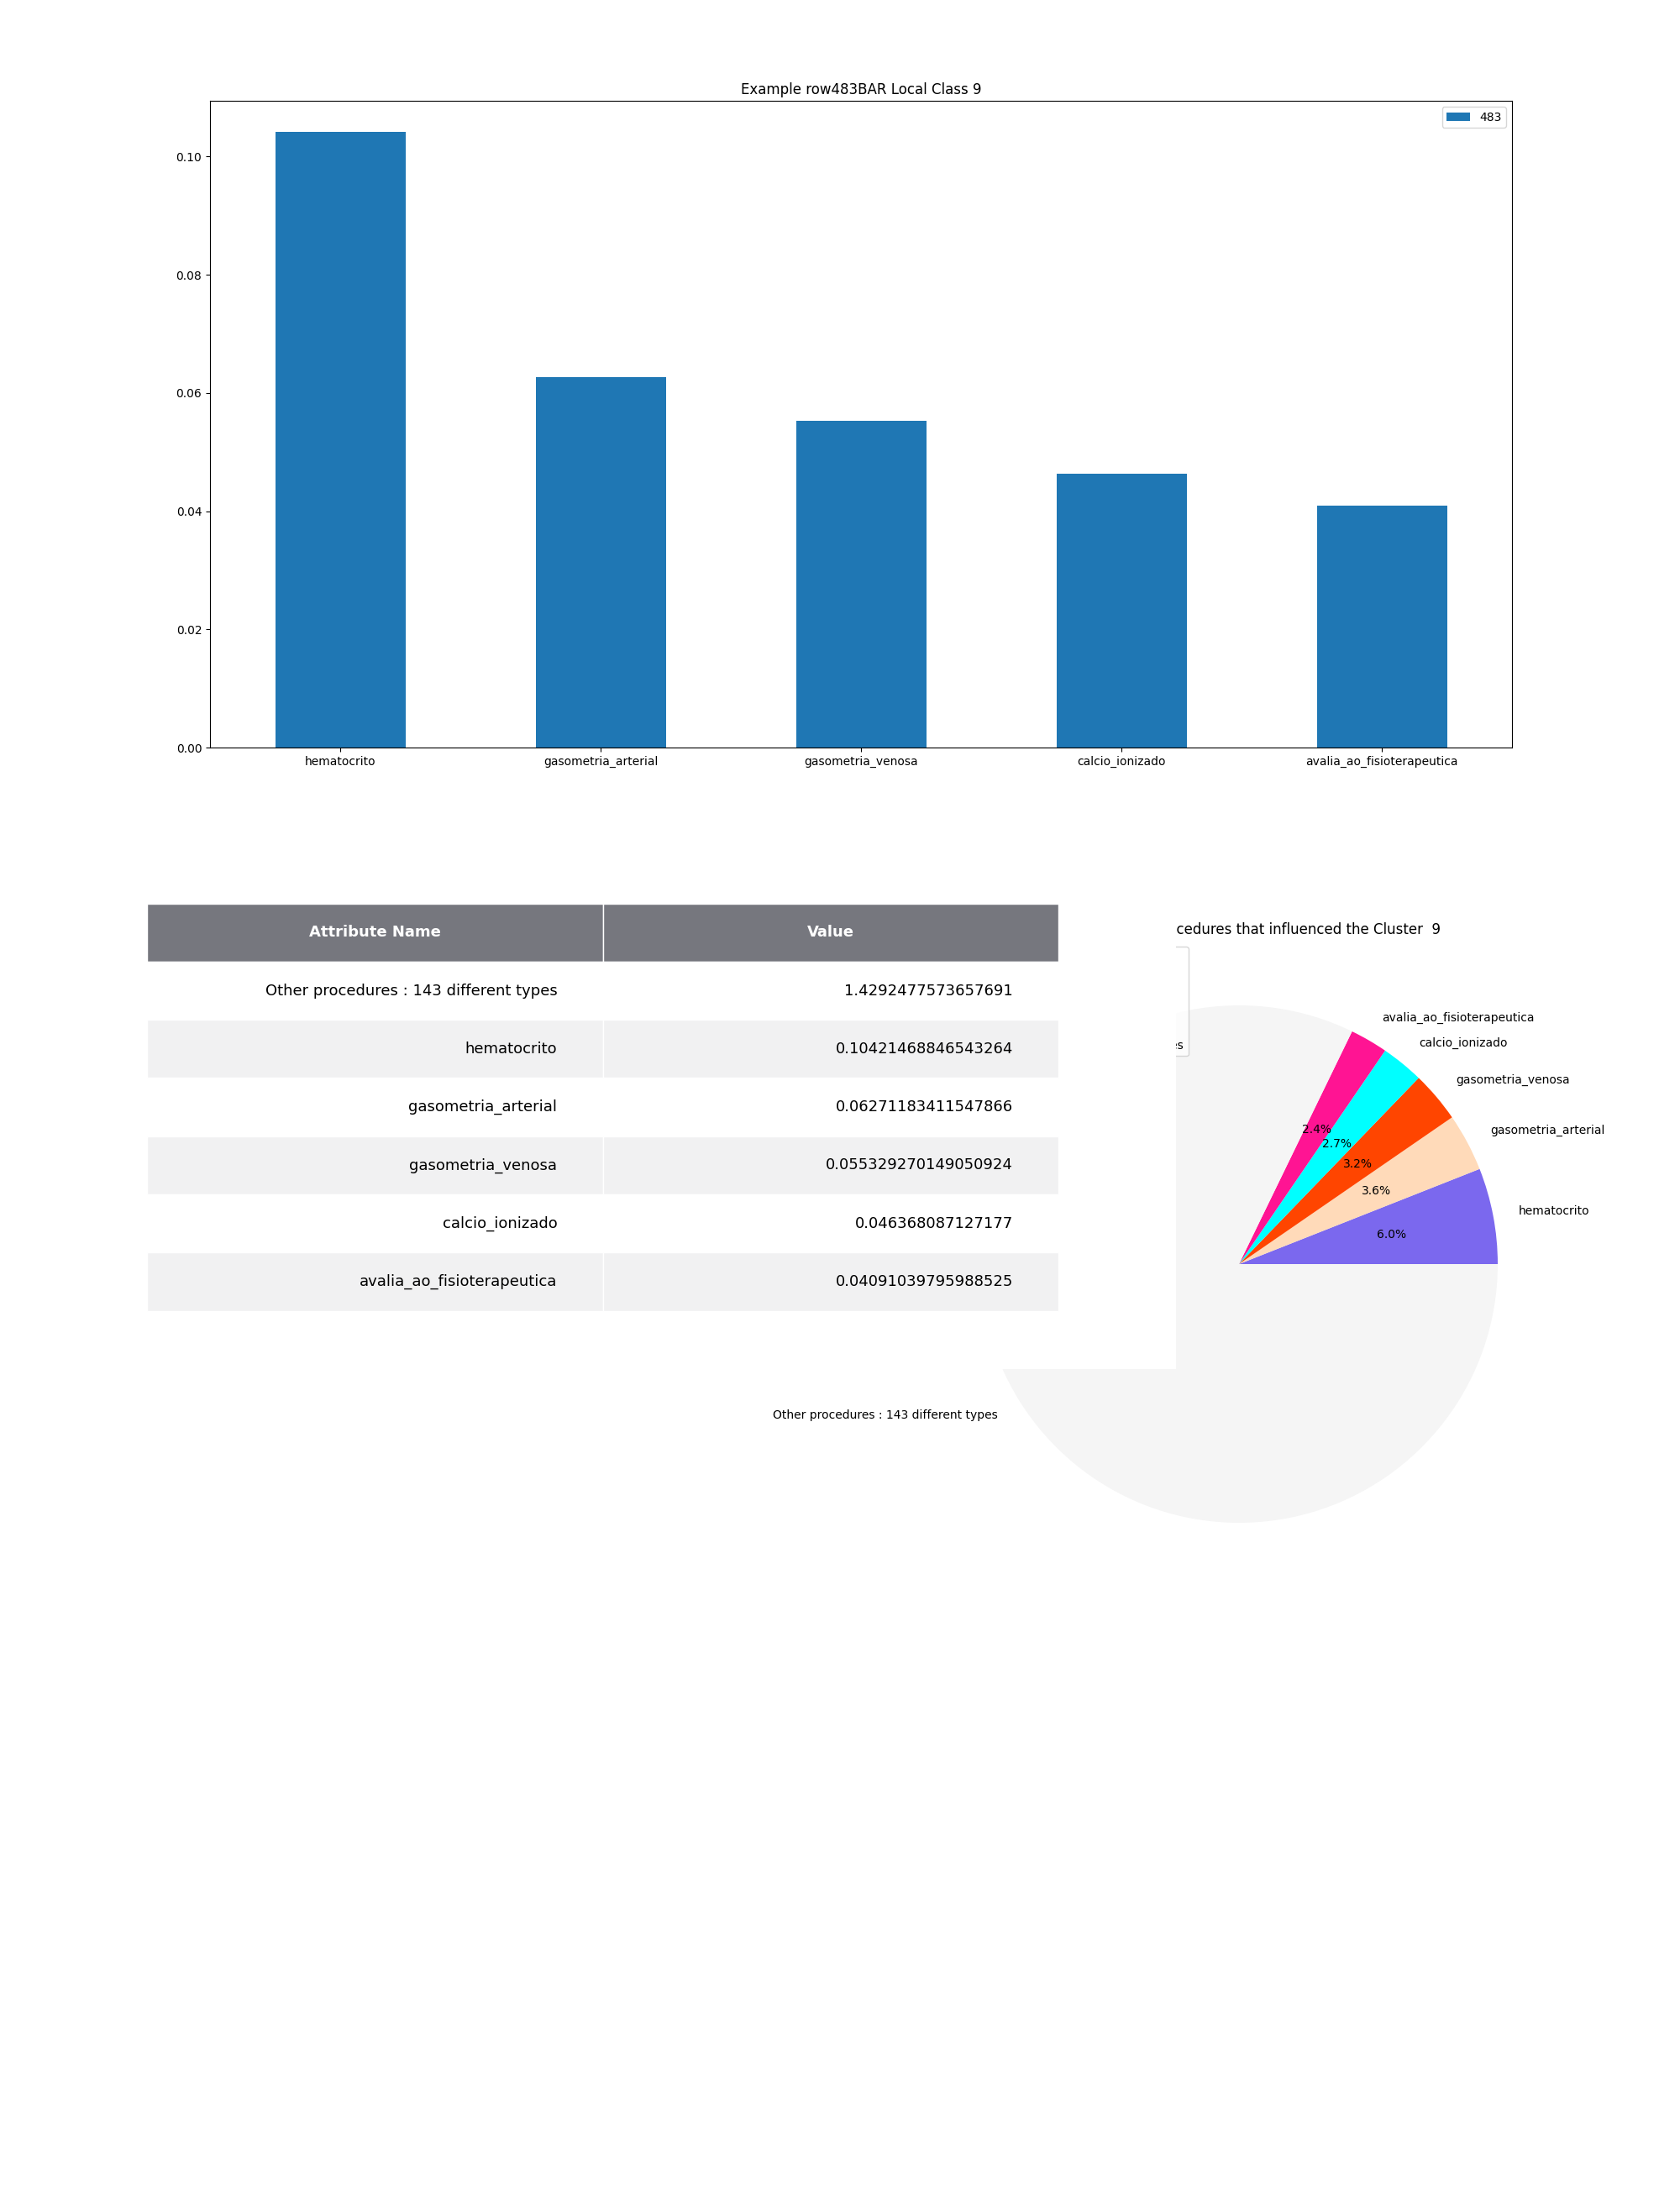 Example row483BAR Local Class 9
483
0.10
0.08
0.06
0.04
0.02
0.00
hematocrito
gasometria_arterial
gasometria_venosa
calcio_ionizado
avalia_ao_fisioterapeutica
Attribute Name Value
Other procedures : 143 different types 1.4292477573657691
hematocrito 0.10421468846543264
gasometria_arterial 0.06271183411547866
gasometria_venosa 0.055329270149050924
calcio_ionizado 0.046368087127177
avalia_ao_fisioterapeutica 0.04091039795988525
cedures that influenced the Cluster 9
avalia_ao_fisioterapeutica
calcio_ionizado
gasometria_venosa
gasometria_arterial
hematocrito
2.4%
2.7%
3.2%
3.6%
6.0%
Other procedures : 143 different types